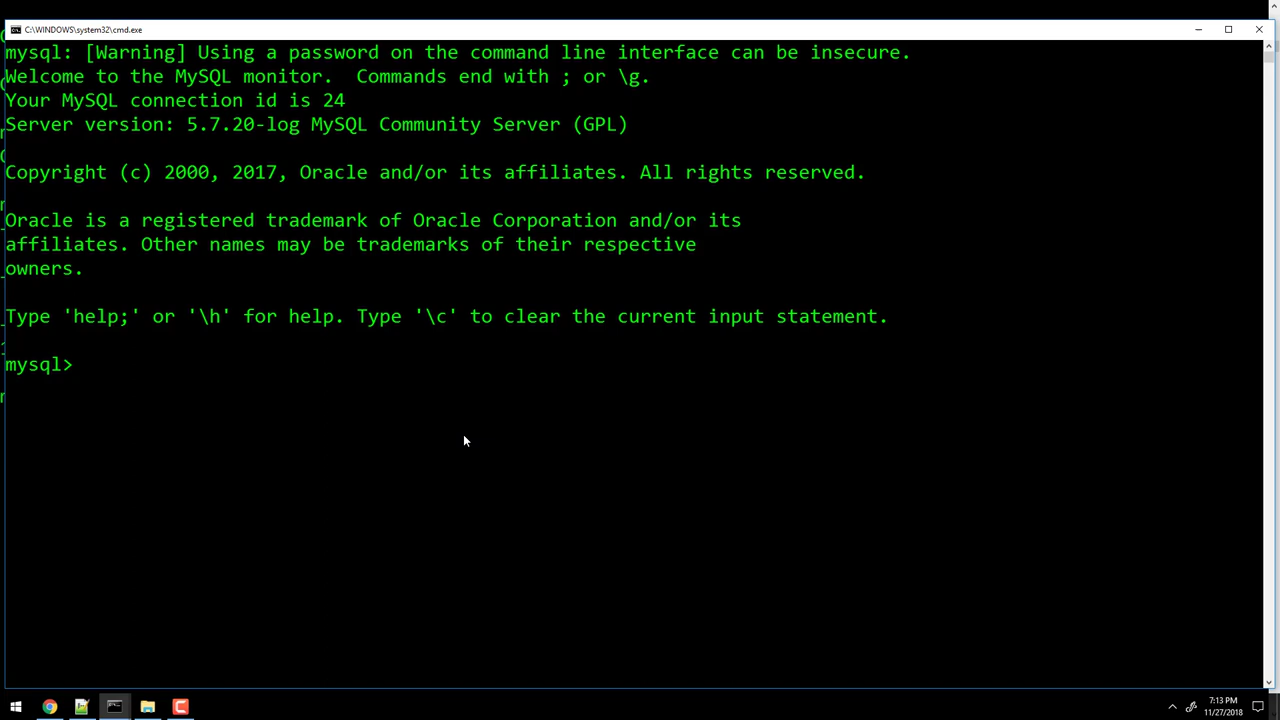 C:\WINDOWS\system32\cmd.exe
mysql: [Warning] Using a password on the command line interface can be insecure.
Welcome to the MySQL monitor.  Commands end with ; or \g.
Your MySQL connection id is 24
Server version: 5.7.20-log MySQL Community Server (GPL)
Copyright (c) 2000, 2017, Oracle and/or its affiliates. All rights reserved.
Oracle is a registered trademark of Oracle Corporation and/or its
affiliates. Other names may be trademarks of their respective
owners.
Type 'help;' or '\h' for help. Type '\c' to clear the current input statement.
mysql>
7:13 PM
11/27/2018